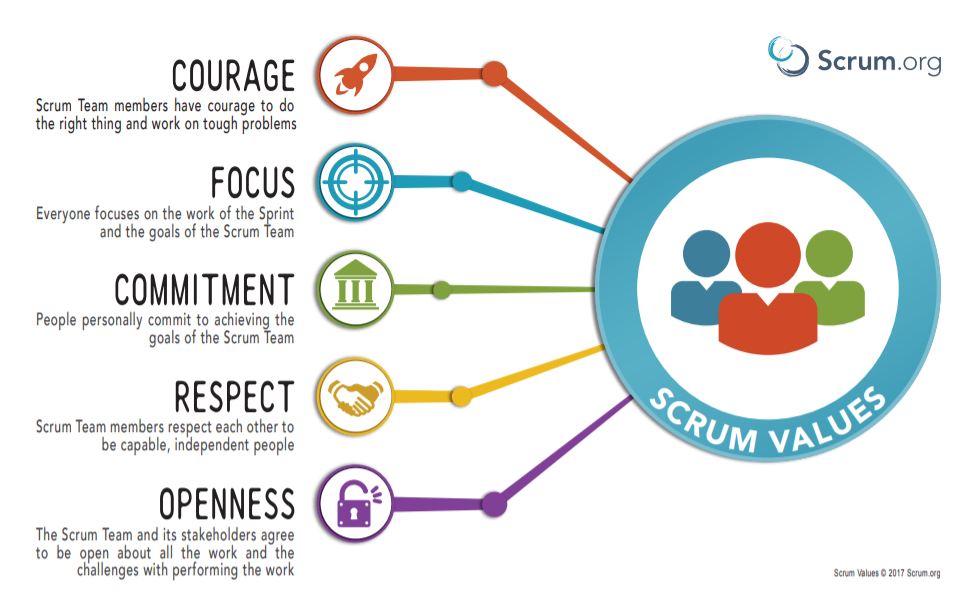 Scrum.org
COURAGE
Scrum Team members have courage to do
the right thing and work on tough problems
FOCUS
Everyone focuses on the work of the Sprint
and the goals of the Scrum Team
COMMITMENT
People personally commit to achieving the
goals of the Scrum Team
RESPECT
Scrum Team members respect each other to
be capable, independent people
OPENNESS
The Scrum Team and its stakeholders agree
to be open about all the work and the
challenges with performing the work
SCRUM VALUES
Scrum Values © 2017 Scrum.org